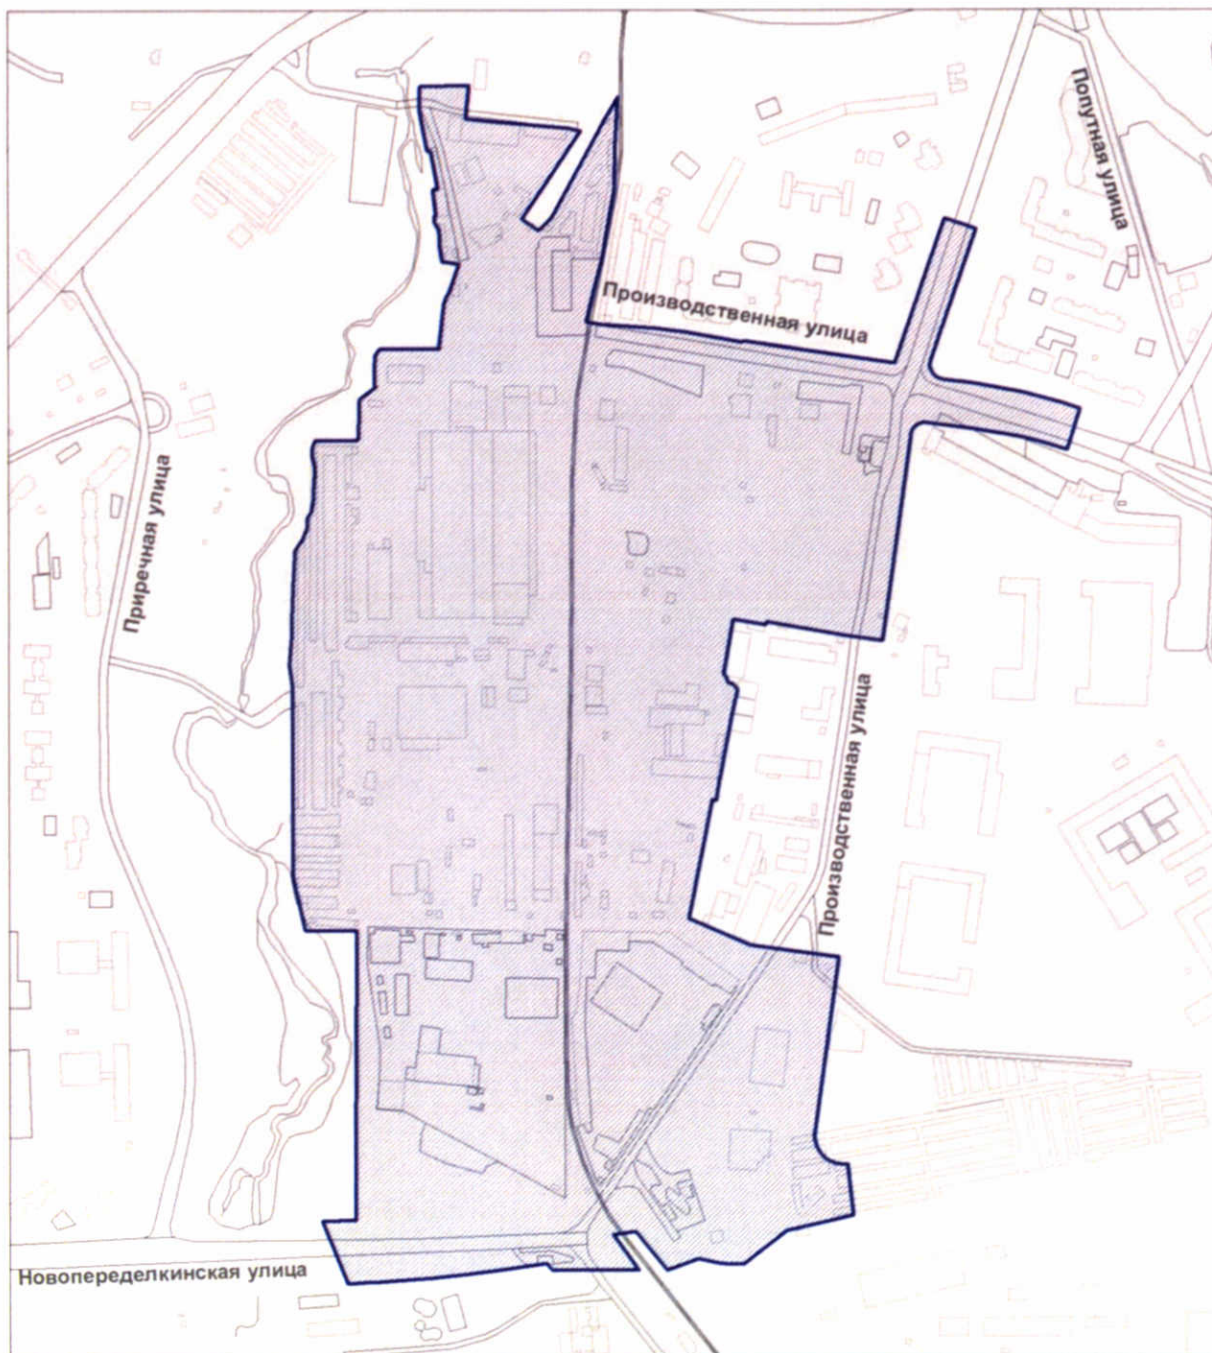 Попутная улица
Производственная улица
Приречная улица
Производственная улица
Новопеределкинская улица